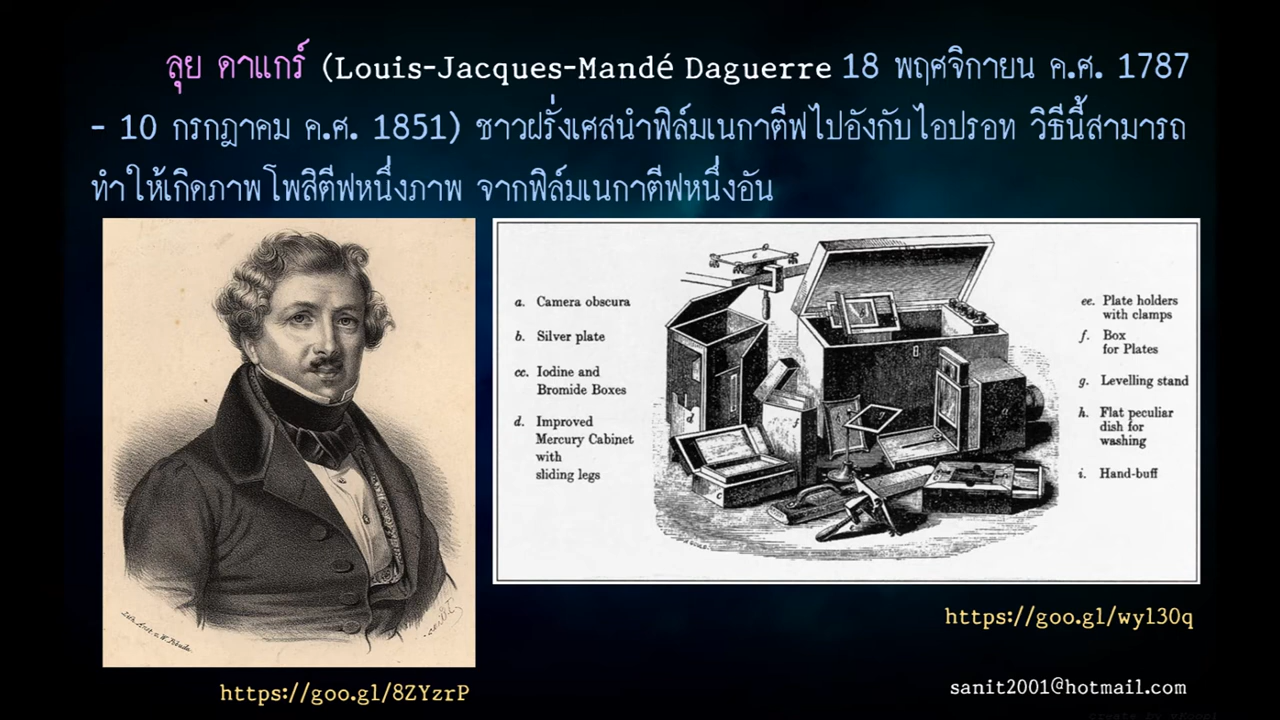 ลุย ดาแกร์ (Louis-Jacques-Mandé Daguerre 18 พฤศจิกายน ค.ศ. 1787
- 10 กรกฎาคม ค.ศ. 1851) ชาวฝรั่งเศสนำฟิล์มเนกาตีฟไปอังกับไอปรอท วิธีนี้สามารถ
ทำให้เกิดภาพโพสิตีฟหนึ่งภาพ จากฟิล์มเนกาตีฟหนึ่งอัน
a. Camera obscura
b. Silver plate
cc. Iodine and
Bromide Boxes
d. Improved
Mercury Cabinet
with
sliding legs
ee. Plate holders
with clamps
f. Box
for Plates
g. Levelling stand
h. Flat peculiar
dish for
washing
i. Hand-buff
https://goo.gl/wyl30q
https://goo.gl/8ZYzrP
sanit2001@hotmail.com